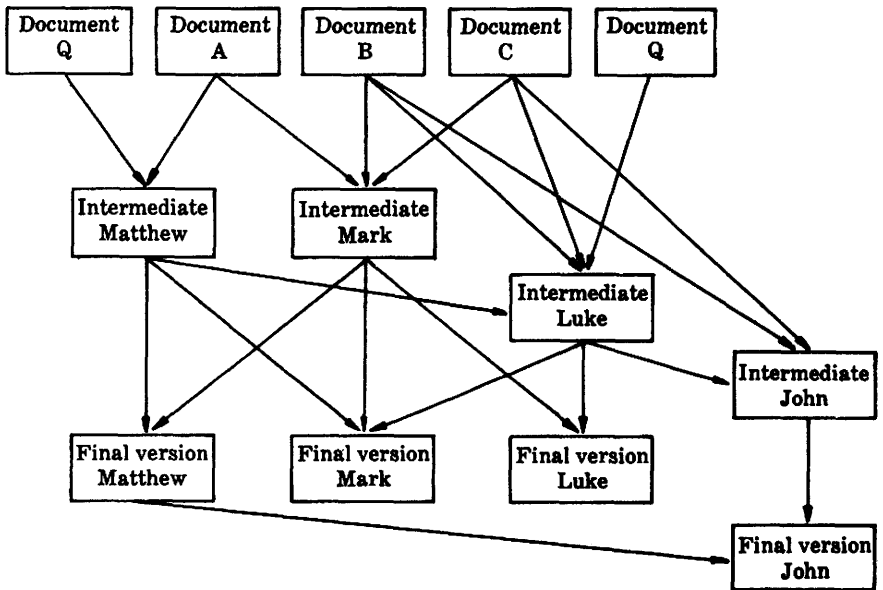 Document
Q
Document
A
Document
B
Document
C
Document
Q
Intermediate
Matthew
Intermediate
Mark
Intermediate
Luke
Intermediate
John
Final version
Matthew
Final version
Mark
Final version
Luke
Final version
John